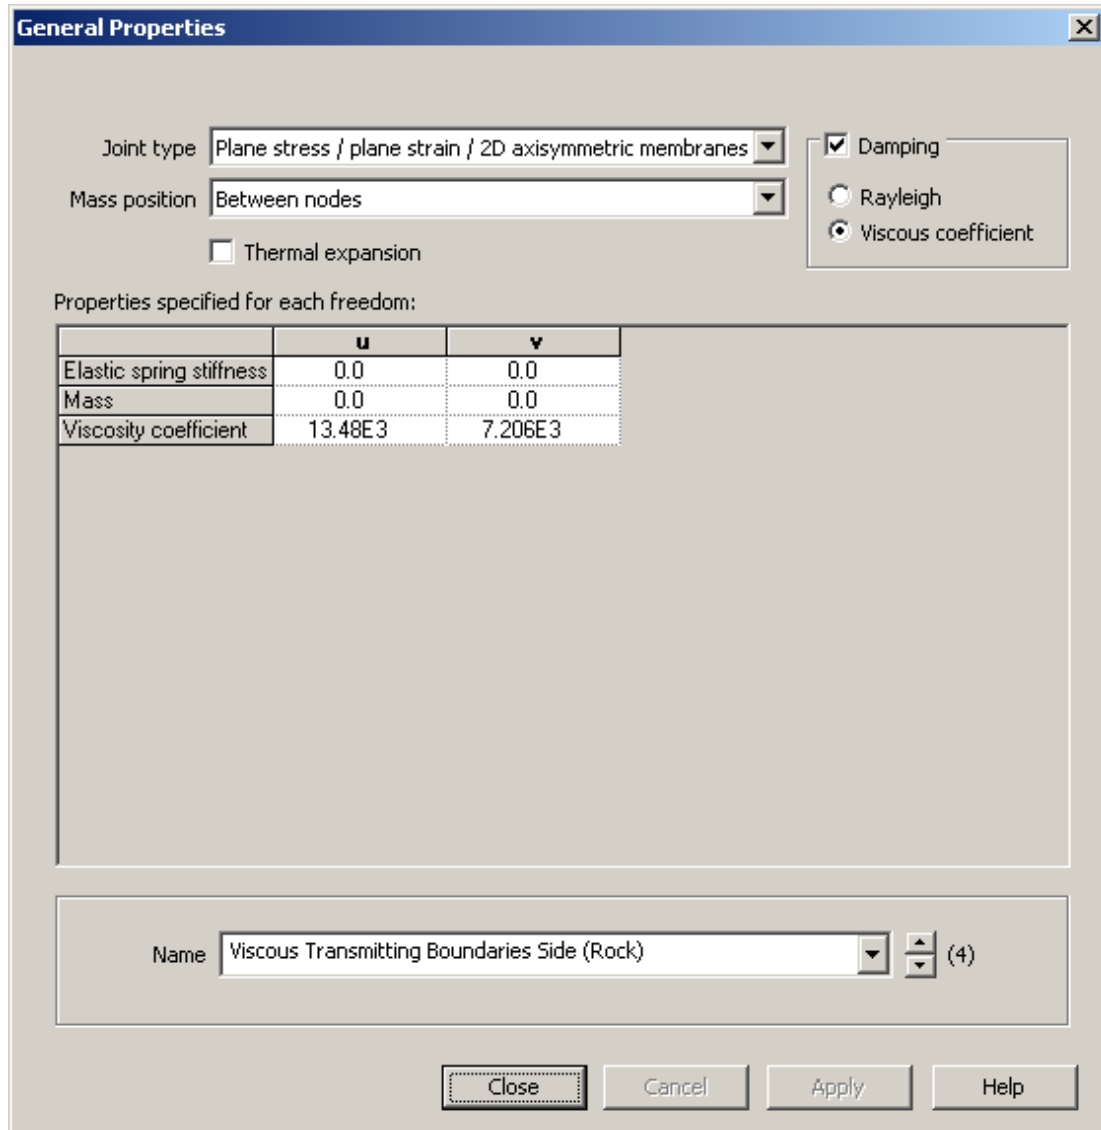 General Properties
Joint type Plane stress / plane strain / 2D axisymmetric membranes
Damping
Mass position Between nodes
Rayleigh
Viscous coefficient
Thermal expansion
Properties specified for each freedom:
u v
Elastic spring stiffness 0.0 0.0
Mass 0.0 0.0
Viscosity coefficient 13.48E3 7.206E3
Name Viscous Transmitting Boundaries Side (Rock) (4)
Close Cancel Apply Help